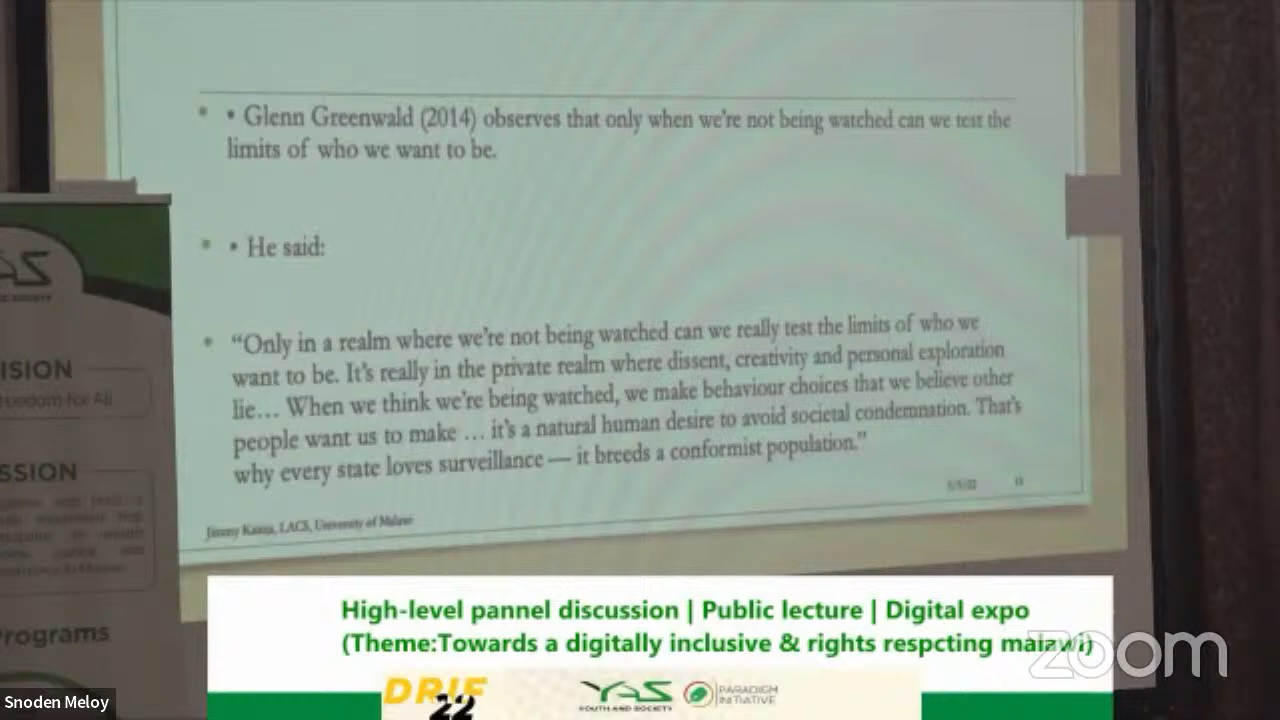 • • Glenn Greenwald (2014) observes that only when we're not being watched can we test the
limits of who we want to be.
• • He said:
• “Only in a realm where we're not being watched can we really test the limits of who we
want to be. It's really in the private realm where dissent, creativity and personal exploration
lie... When we think we're being watched, we make behaviour choices that we believe other
people want us to make ... it's a natural human desire to avoid societal condemnation. That's
why every state loves surveillance — it breeds a conformist population.”
LACS, University of Malawi
ISION
reedom for All
SSION
rograms
High-level pannel discussion | Public lecture | Digital expo
(Theme:Towards a digitally inclusive & rights respcting malawi)
zoom
DRIF
22
YAS
YOUTH AND SOCIETY
PARADIGM
INITIATIVE
Snoden Meloy